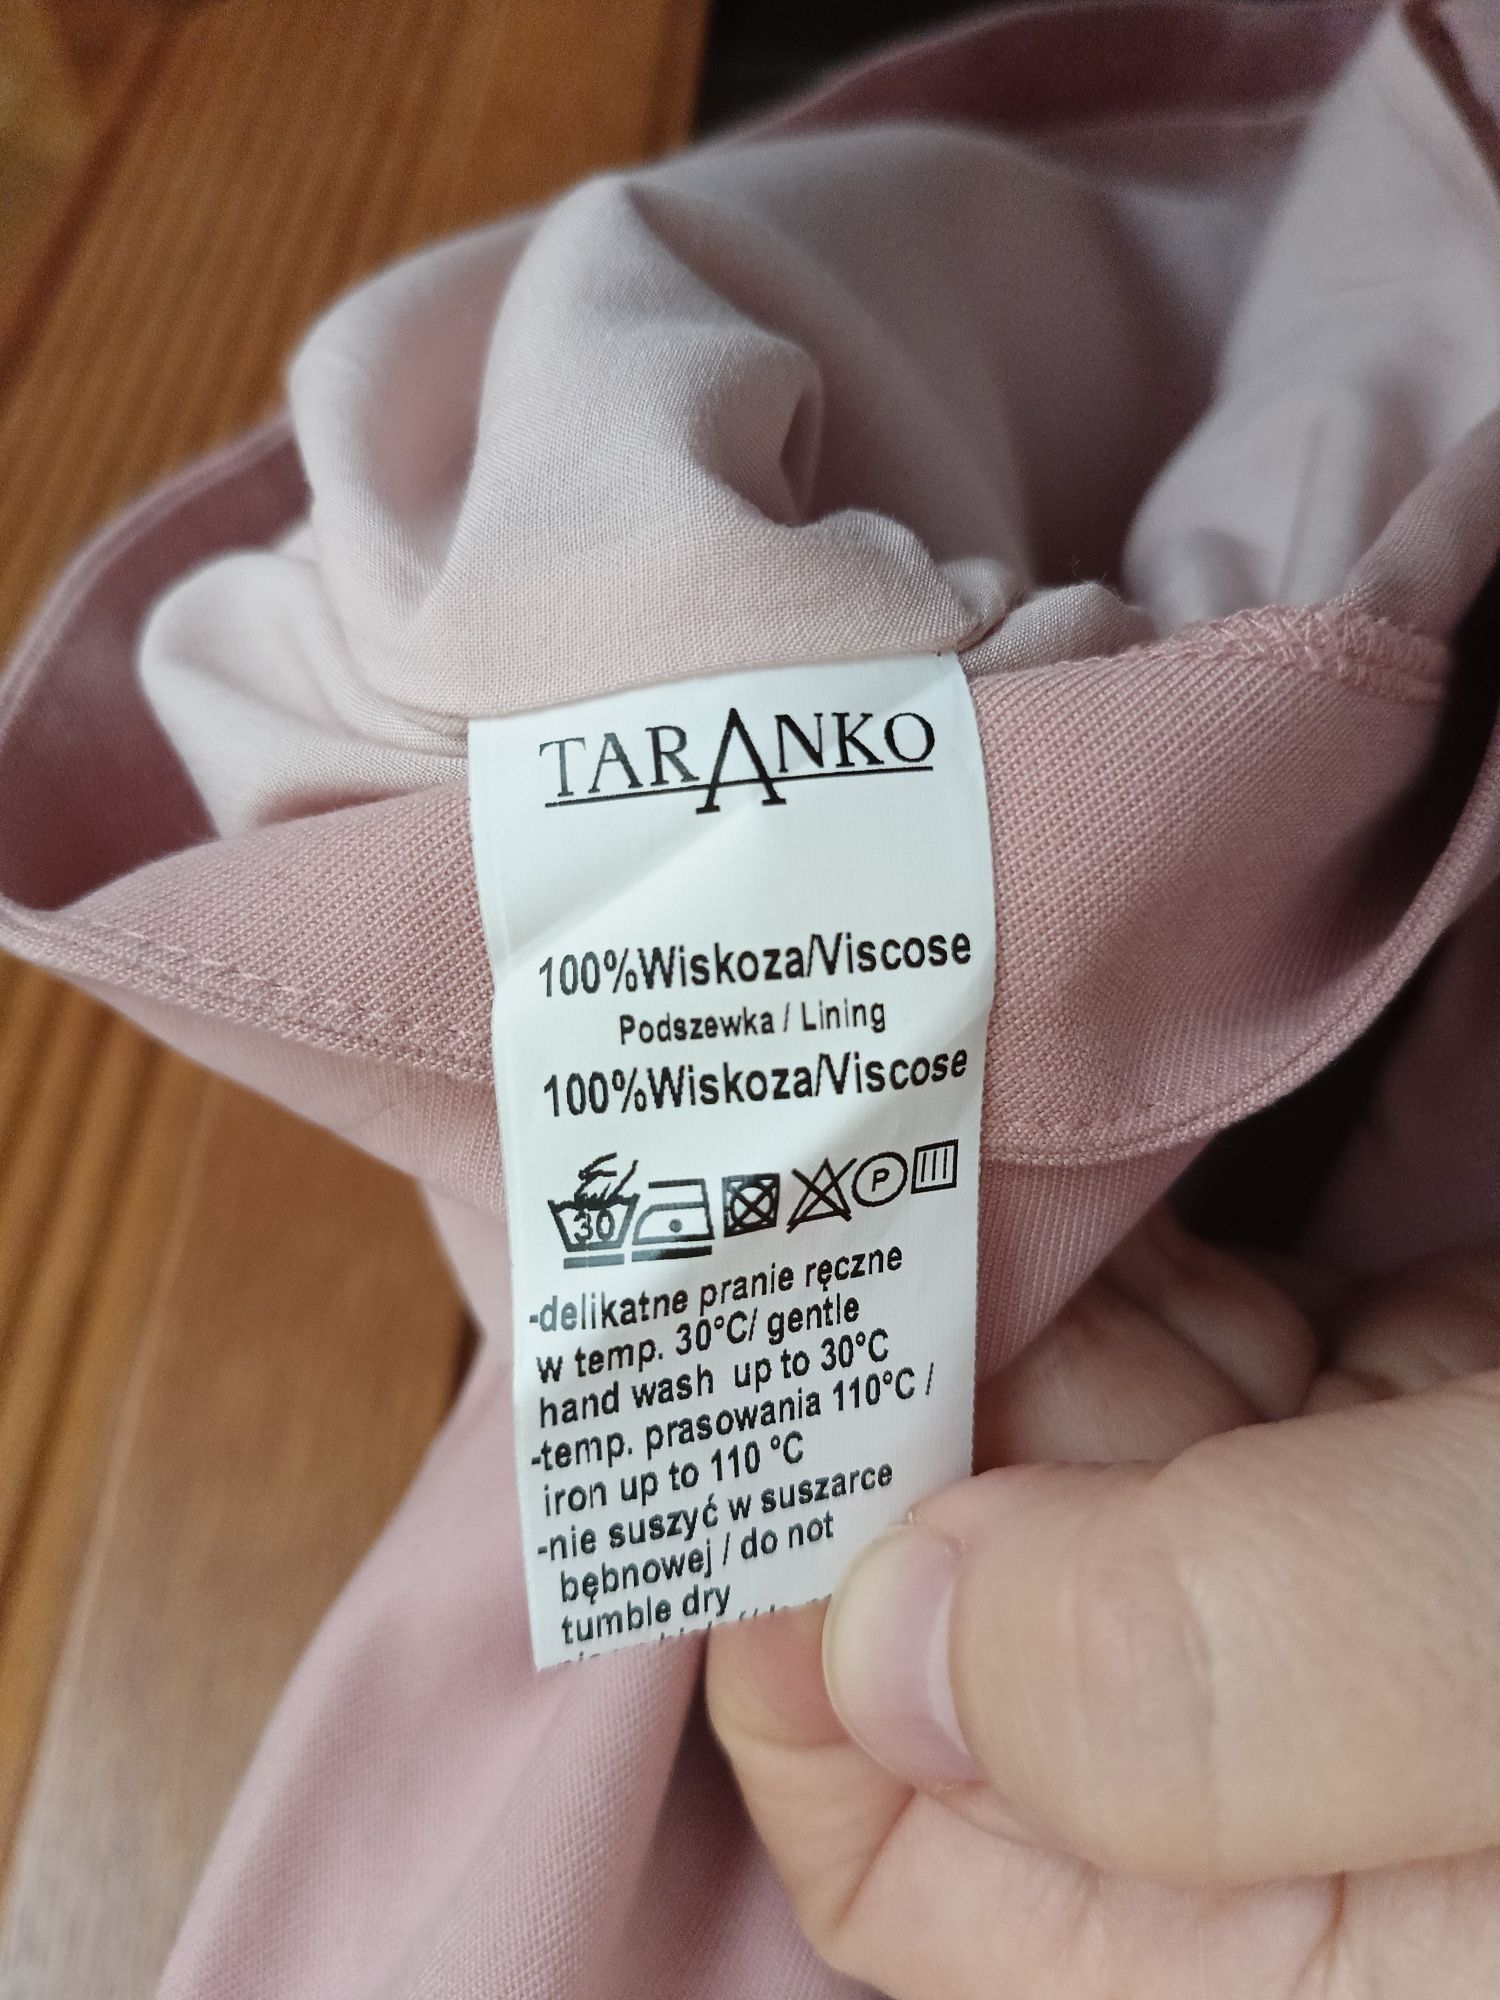 TARANKO
100%Wiskoza/Viscose
Podszewka / Lining
100%Wiskoza/Viscose
30 P
-delikatne pranie ręczne
w temp. 30°C/ gentle
hand wash up to 30°C
-temp. prasowania 110°C /
iron up to 110 °C
-nie suszyć w suszarce
bębnowej / do not
tumble dry